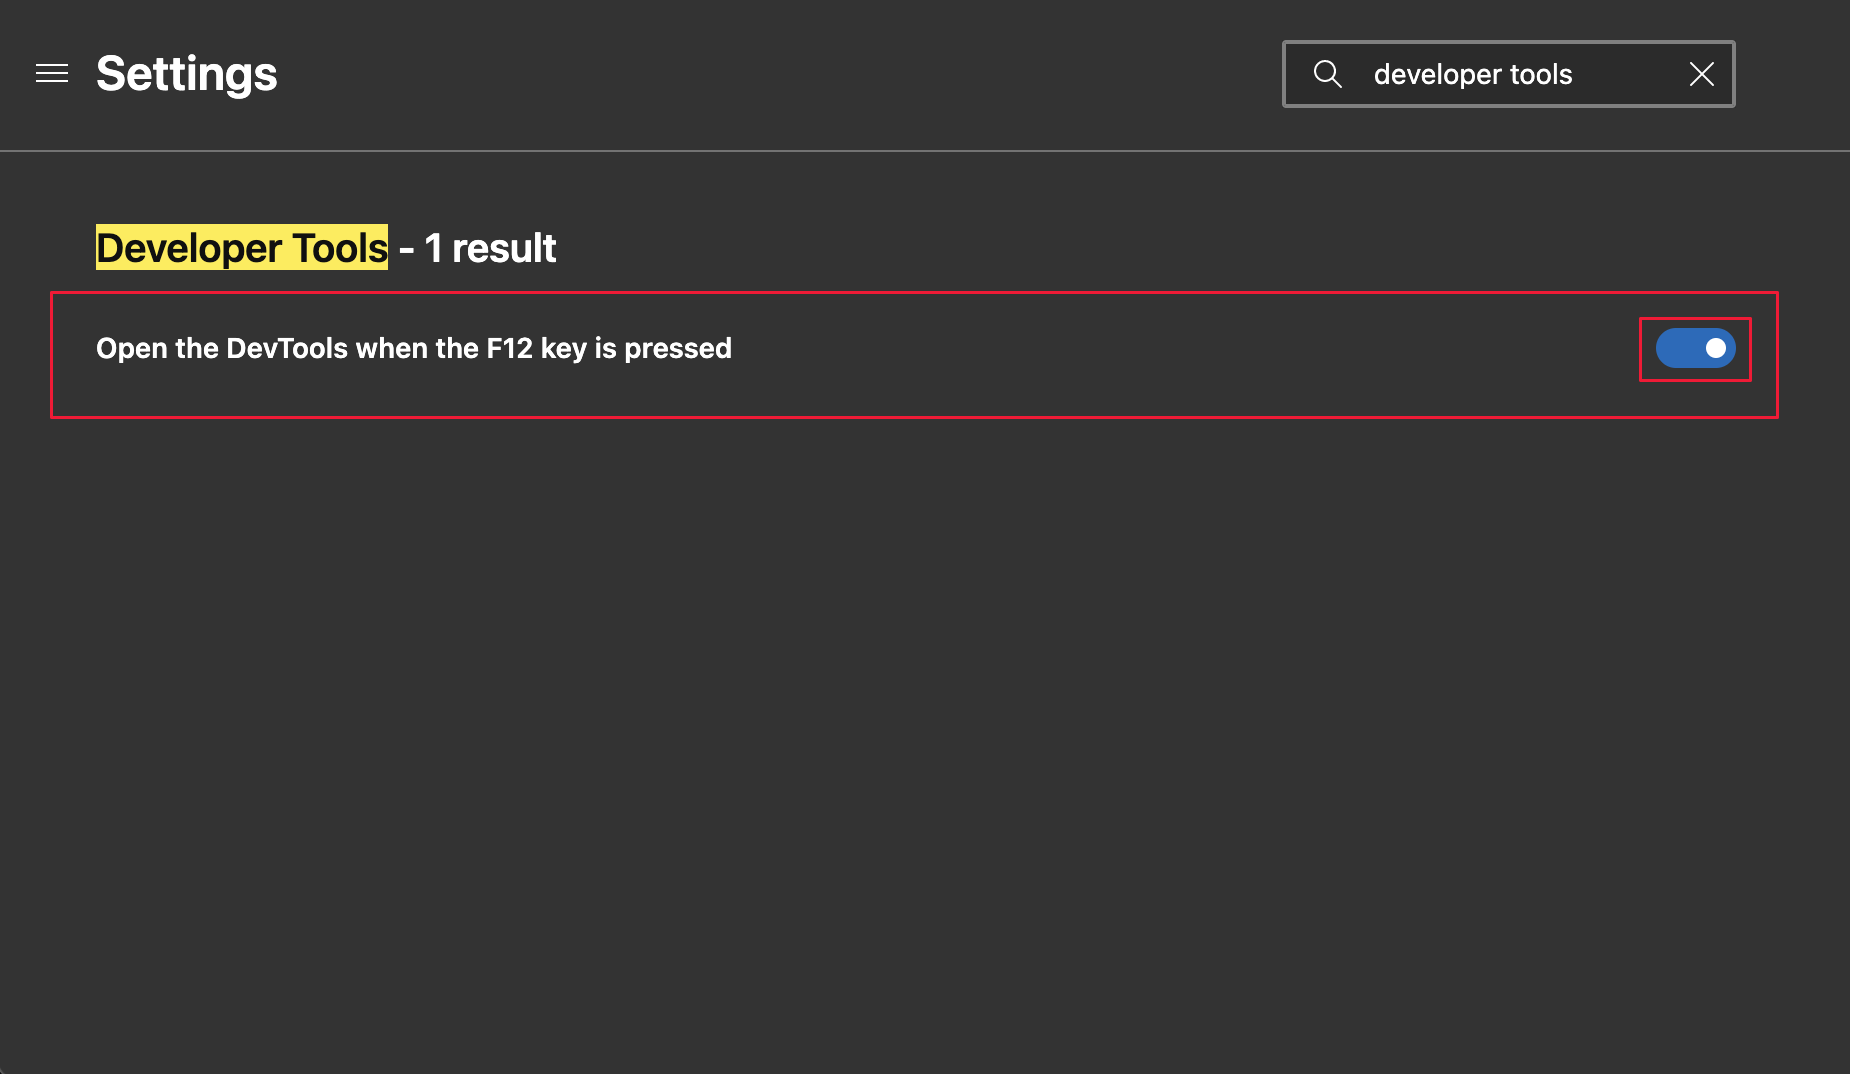 Settings
developer tools
Developer Tools - 1 result
Open the DevTools when the F12 key is pressed